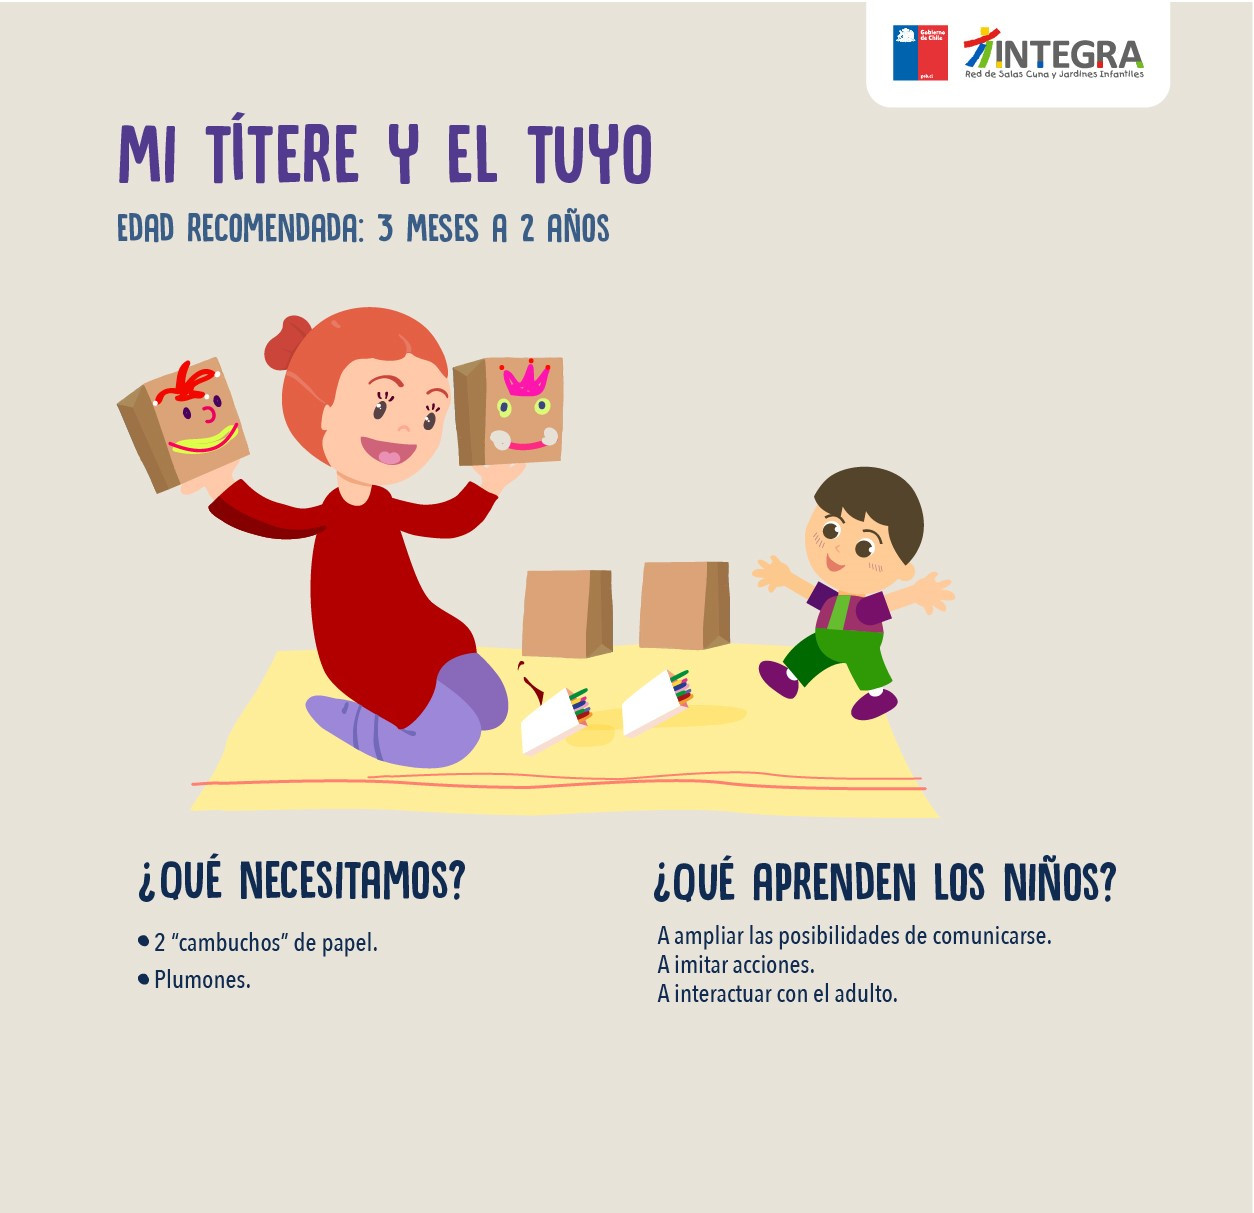 Gobierno
de Chile
gob.cl
INTEGRA
Red de Salas Cuna y Jardines Infantiles
MI TÍTERE Y EL TUYO
EDAD RECOMENDADA: 3 MESES A 2 AÑOS
¿QUÉ NECESITAMOS?
• 2 “cambuchos” de papel.
• Plumones.
¿QUÉ APRENDEN LOS NIÑOS?
A ampliar las posibilidades de comunicarse.
A imitar acciones.
A interactuar con el adulto.